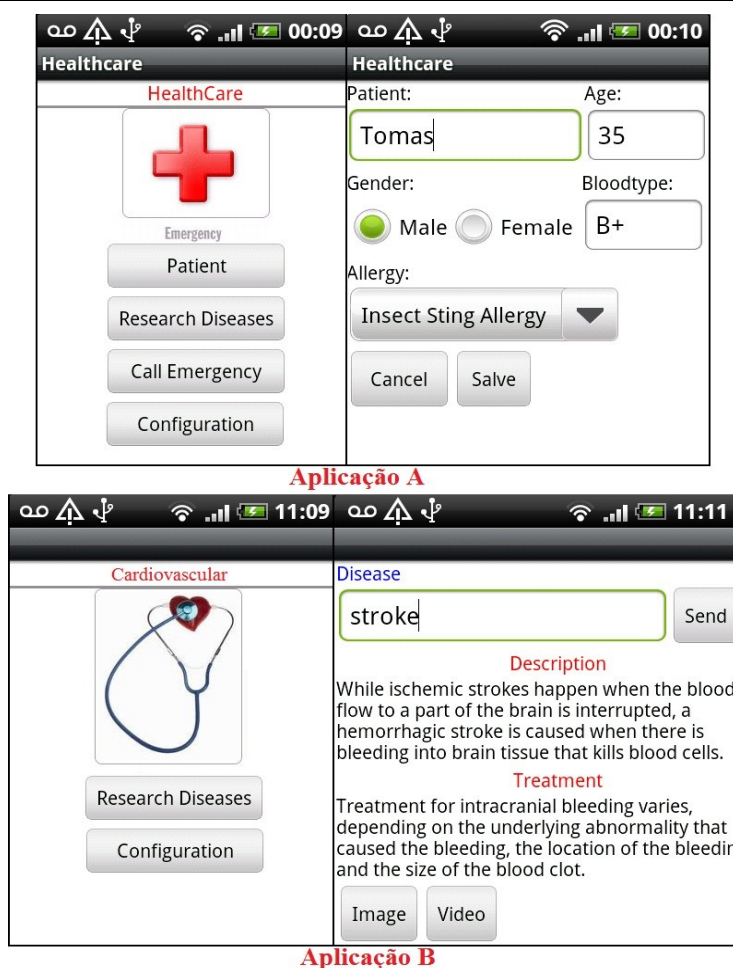 00:09
Healthcare
HealthCare
Emergency
Patient
Research Diseases
Call Emergency
Configuration
00:10
Healthcare
Patient: Age:
Tomas 35
Gender: Bloodtype:
Male Female B+
Allergy:
Insect Sting Allergy
Cancel Salve
Aplicação A
11:09
Cardiovascular
Research Diseases
Configuration
11:11
Disease
stroke Send
Description
While ischemic strokes happen when the blood
flow to a part of the brain is interrupted, a
hemorrhagic stroke is caused when there is
bleeding into brain tissue that kills blood cells.
Treatment
Treatment for intracranial bleeding varies,
depending on the underlying abnormality that
caused the bleeding, the location of the bleedin
and the size of the blood clot.
Image Video
Aplicação B